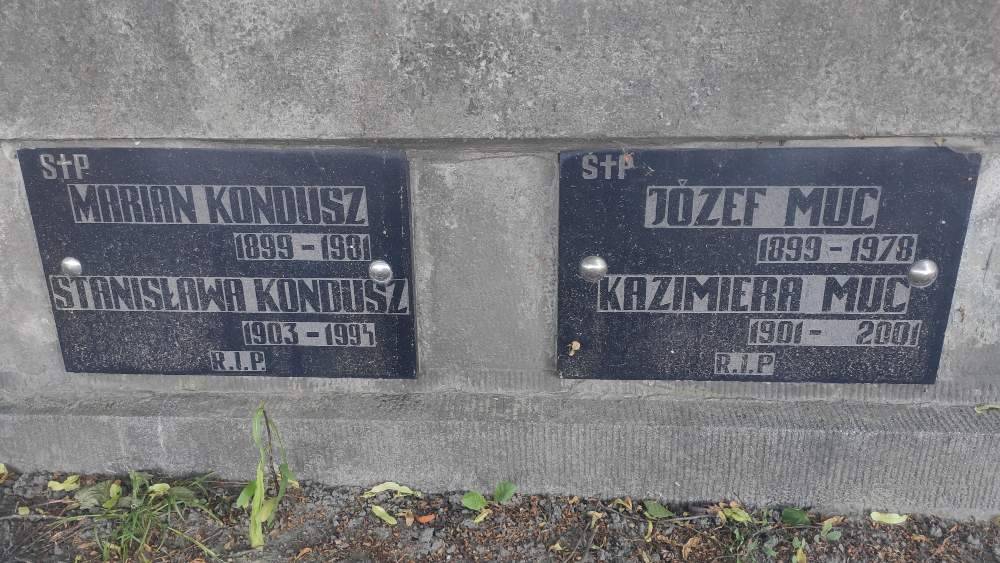 S†P
MARIAN KONDUSZ
1899 - 1981
STANISŁAWA KONDUSZ
1903 - 1994
R.I.P
S†P
JÓZEF MUC
1899 - 1978
KAZIMIERA MUC
1901 - 2001
R.I.P